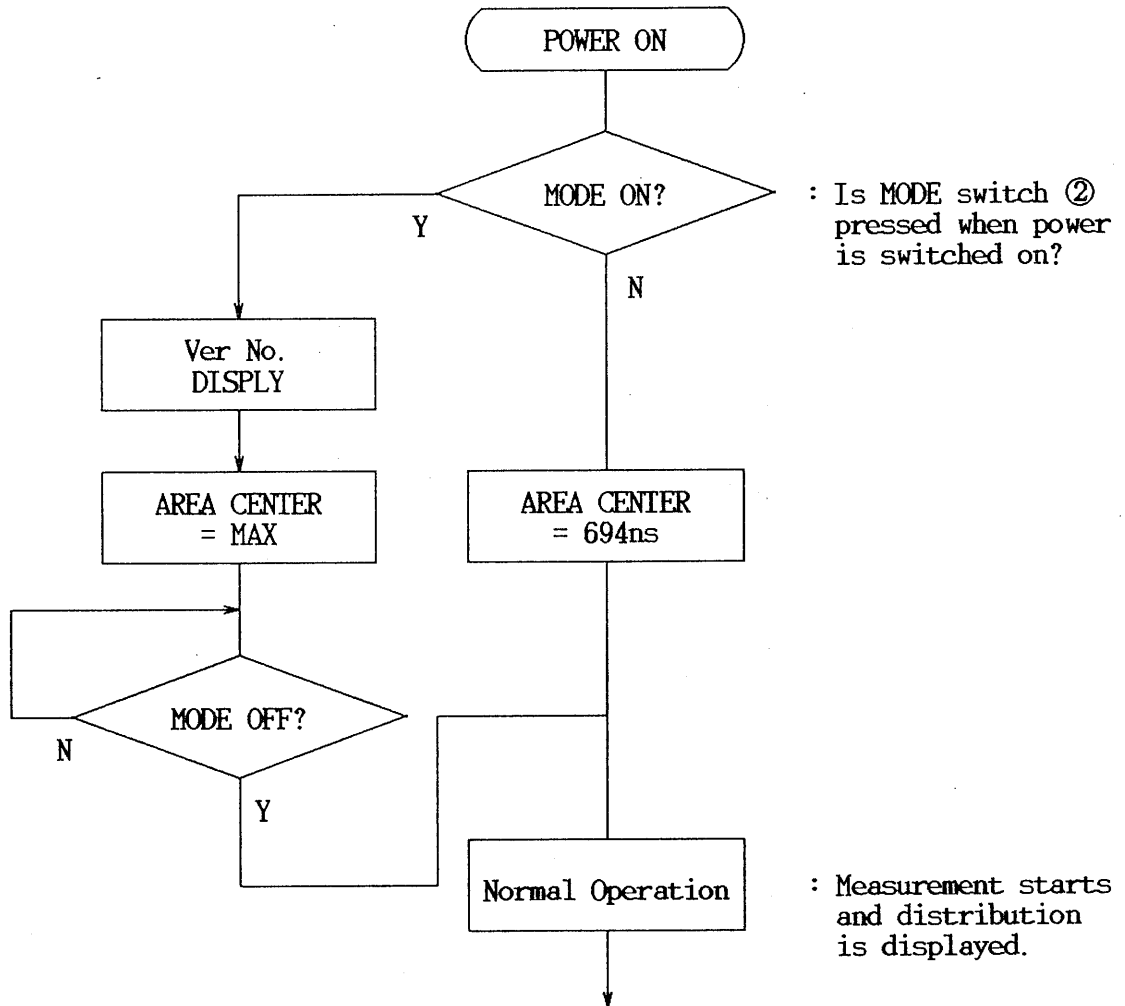 POWER ON
MODE ON?
: Is MODE switch ②
pressed when power
is switched on?
Y
N
Ver No.
DISPLY
AREA CENTER
= MAX
AREA CENTER
= 694ns
MODE OFF?
N
Y
Normal Operation
: Measurement starts
and distribution
is displayed.